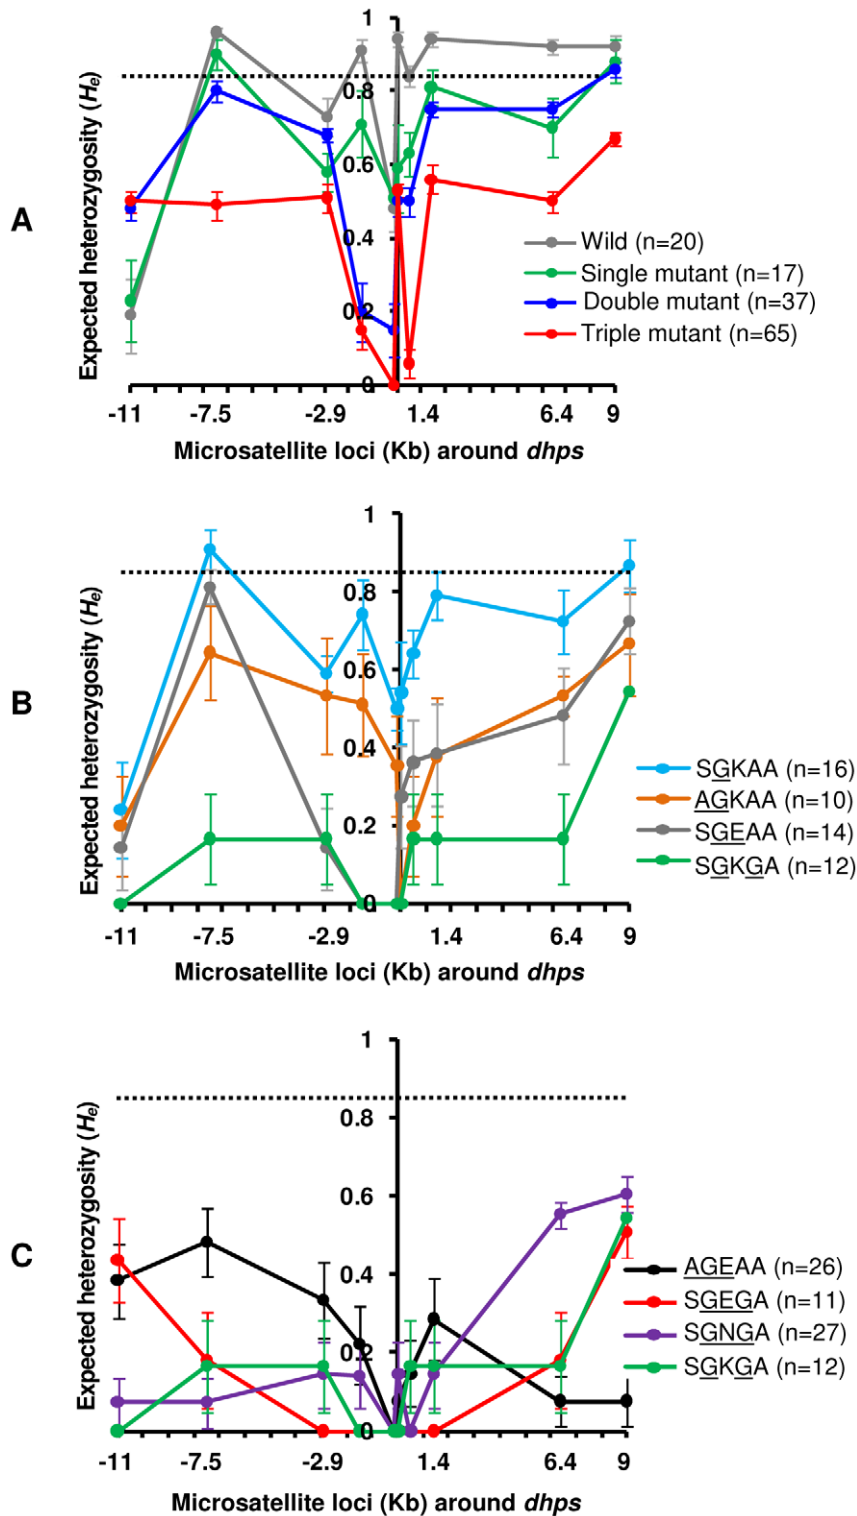 A
Expected heterozygosity (He)
1
0.8
0.6
0.4
0.2
0
-11 -7.5 -2.9 1.4 6.4 9
Microsatellite loci (Kb) around dhps
Wild (n=20)
Single mutant (n=17)
Double mutant (n=37)
Triple mutant (n=65)
B
Expected heterozygosity (He)
1
0.8
0.6
0.4
0.2
0
-11 -7.5 -2.9 1.4 6.4 9
Microsatellite loci (Kb) around dhps
SGKAA (n=16)
AGKAA (n=10)
SGEAA (n=14)
SGKGA (n=12)
C
Expected heterozygosity (He)
1
0.8
0.6
0.4
0.2
0
-11 -7.5 -2.9 1.4 6.4 9
Microsatellite loci (Kb) around dhps
AGEAA (n=26)
SGEGA (n=11)
SGNGA (n=27)
SGKGA (n=12)